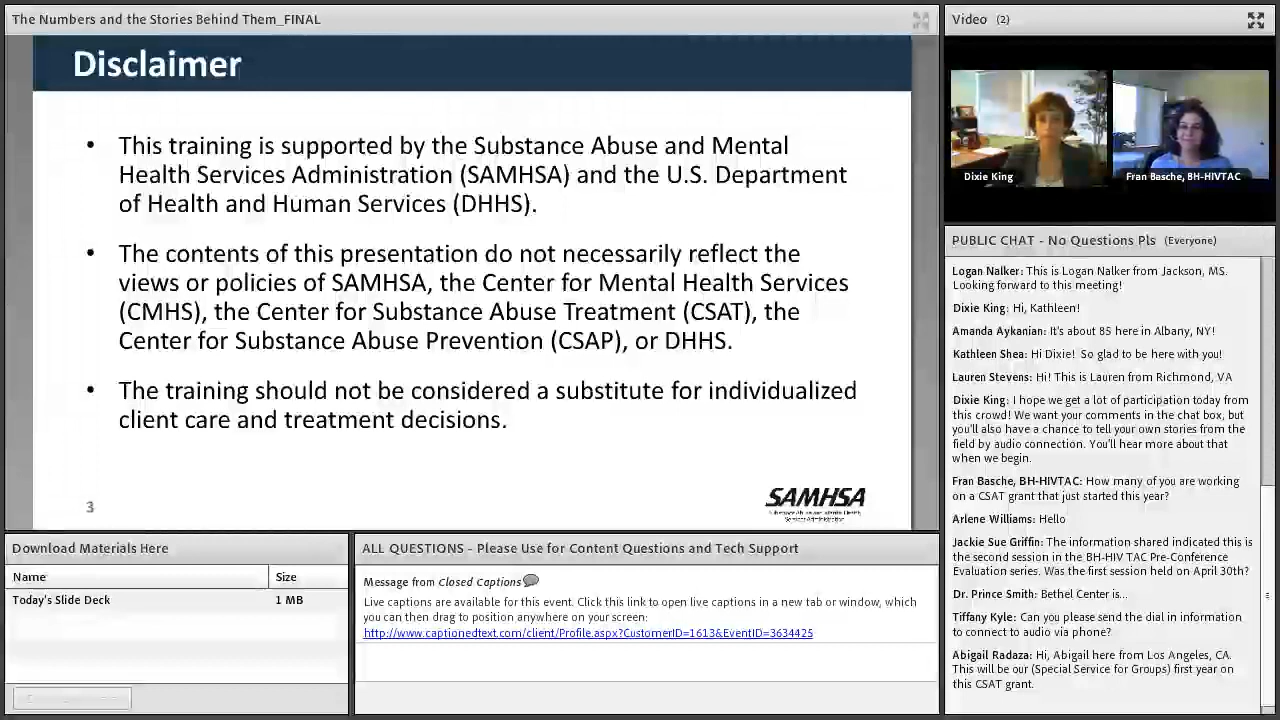 The Numbers and the Stories Behind Them_FINAL
Disclaimer
• This training is supported by the Substance Abuse and Mental
Health Services Administration (SAMHSA) and the U.S. Department
of Health and Human Services (DHHS).
• The contents of this presentation do not necessarily reflect the
views or policies of SAMHSA, the Center for Mental Health Services
(CMHS), the Center for Substance Abuse Treatment (CSAT), the
Center for Substance Abuse Prevention (CSAP), or DHHS.
• The training should not be considered a substitute for individualized
client care and treatment decisions.
3
SAMHSA
Substance Abuse and Mental Health
Services Administration
Download Materials Here
Name Size
Today's Slide Deck 1 MB
ALL QUESTIONS - Please Use for Content Questions and Tech Support
Message from Closed Captions
Live captions are available for this event. Click this link to open live captions in a new tab or window, which
you can then drag to position anywhere on your screen:
http://www.captionedtext.com/client/Profile.aspx?CustomerID=1613&EventID=3634425
Video (2)
Dixie King
Fran Basche, BH-HIVTAC
PUBLIC CHAT - No Questions Pls (Everyone)
Logan Nalker: This is Logan Nalker from Jackson, MS.
Looking forward to this meeting!
Dixie King: Hi, Kathleen!
Amanda Aykanian: It's about 85 here in Albany, NY!
Kathleen Shea: Hi Dixie! So glad to be here with you!
Lauren Stevens: Hi! This is Lauren from Richmond, VA
Dixie King: I hope we get a lot of participation today from
this crowd! We want your comments in the chat box, but
you'll also have a chance to tell your own stories from the
field by audio connection. You'll hear more about that
when we begin.
Fran Basche, BH-HIVTAC: How many of you are working
on a CSAT grant that just started this year?
Arlene Williams: Hello
Jackie Sue Griffin: The information shared indicated this is
the second session in the BH-HIV TAC Pre-Conference
Evaluation series. Was the first session held on April 30th?
Dr. Prince Smith: Bethel Center is...
Tiffany Kyle: Can you please send the dial in information
to connect to audio via phone?
Abigail Radaza: Hi, Abigail here from Los Angeles, CA.
This will be our (Special Service for Groups) first year on
this CSAT grant.